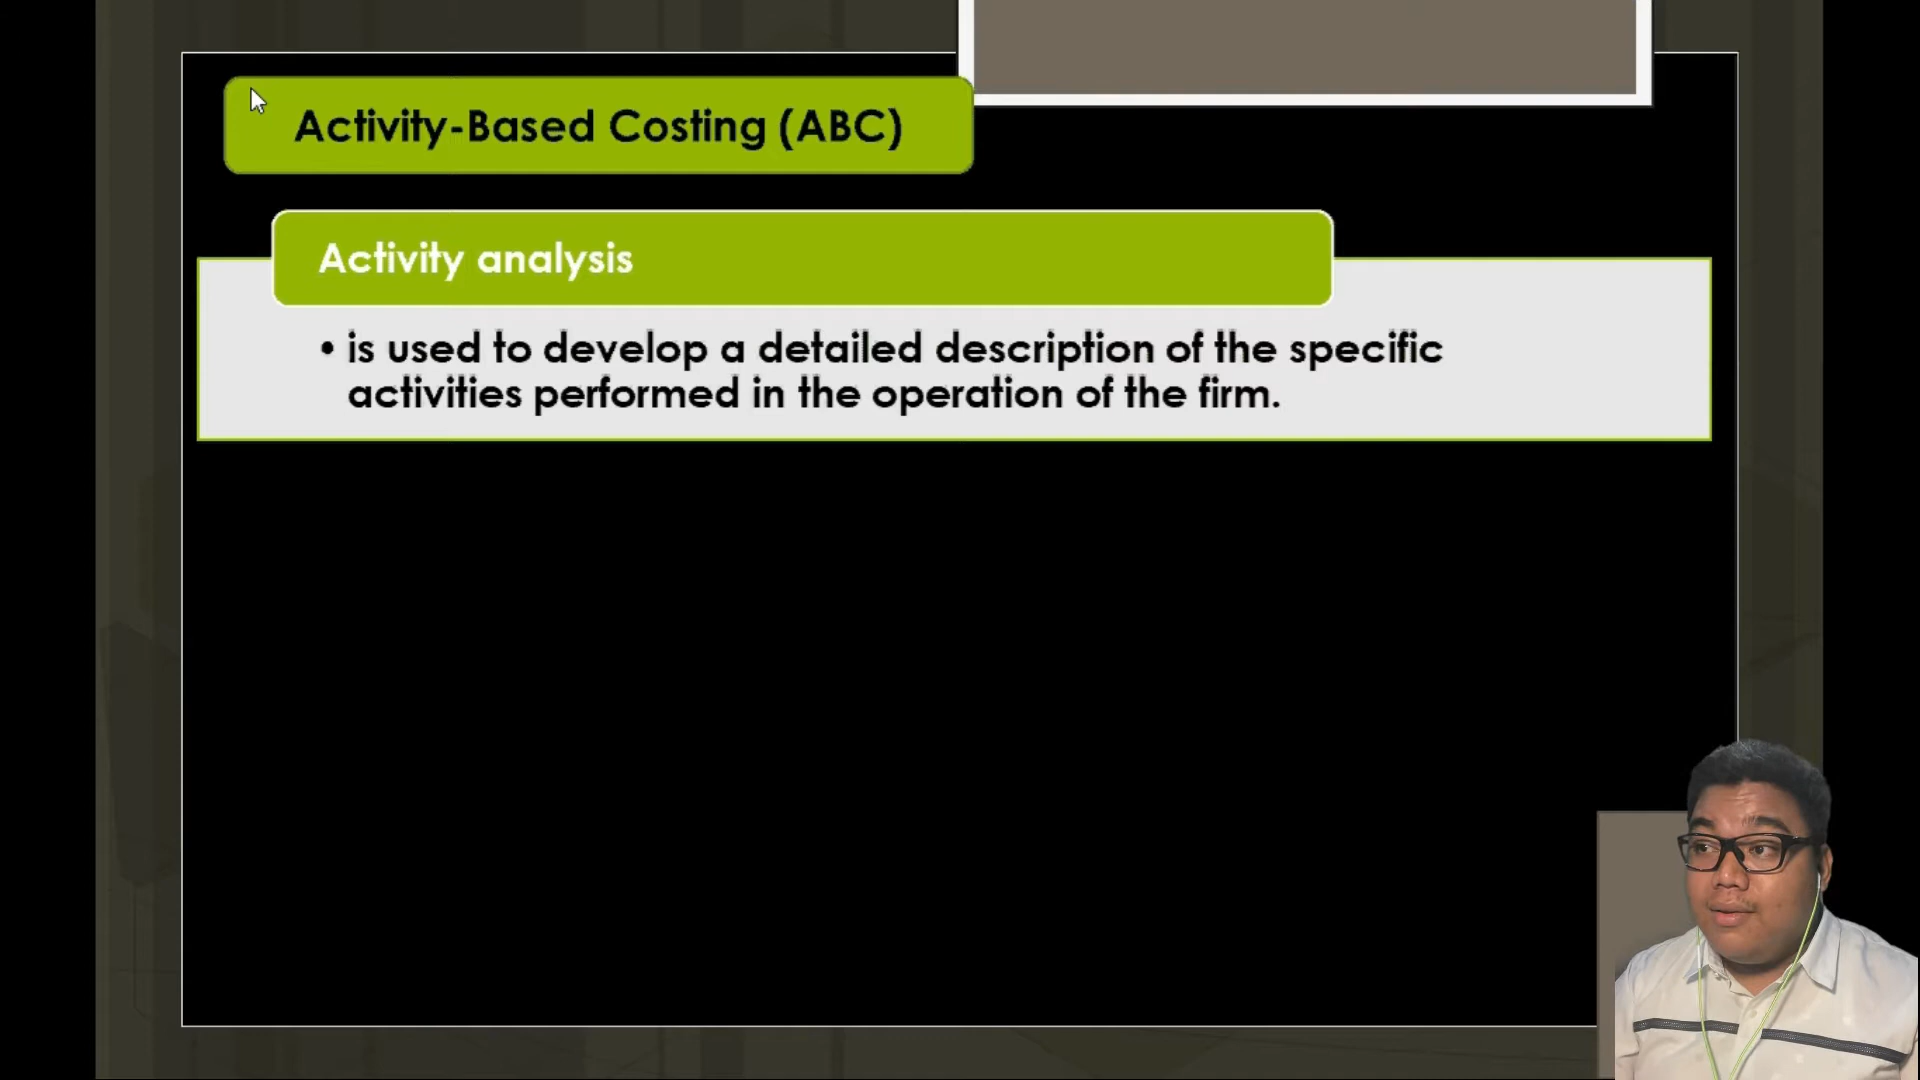 Activity-Based Costing (ABC)
Activity analysis
• is used to develop a detailed description of the specific
activities performed in the operation of the firm.